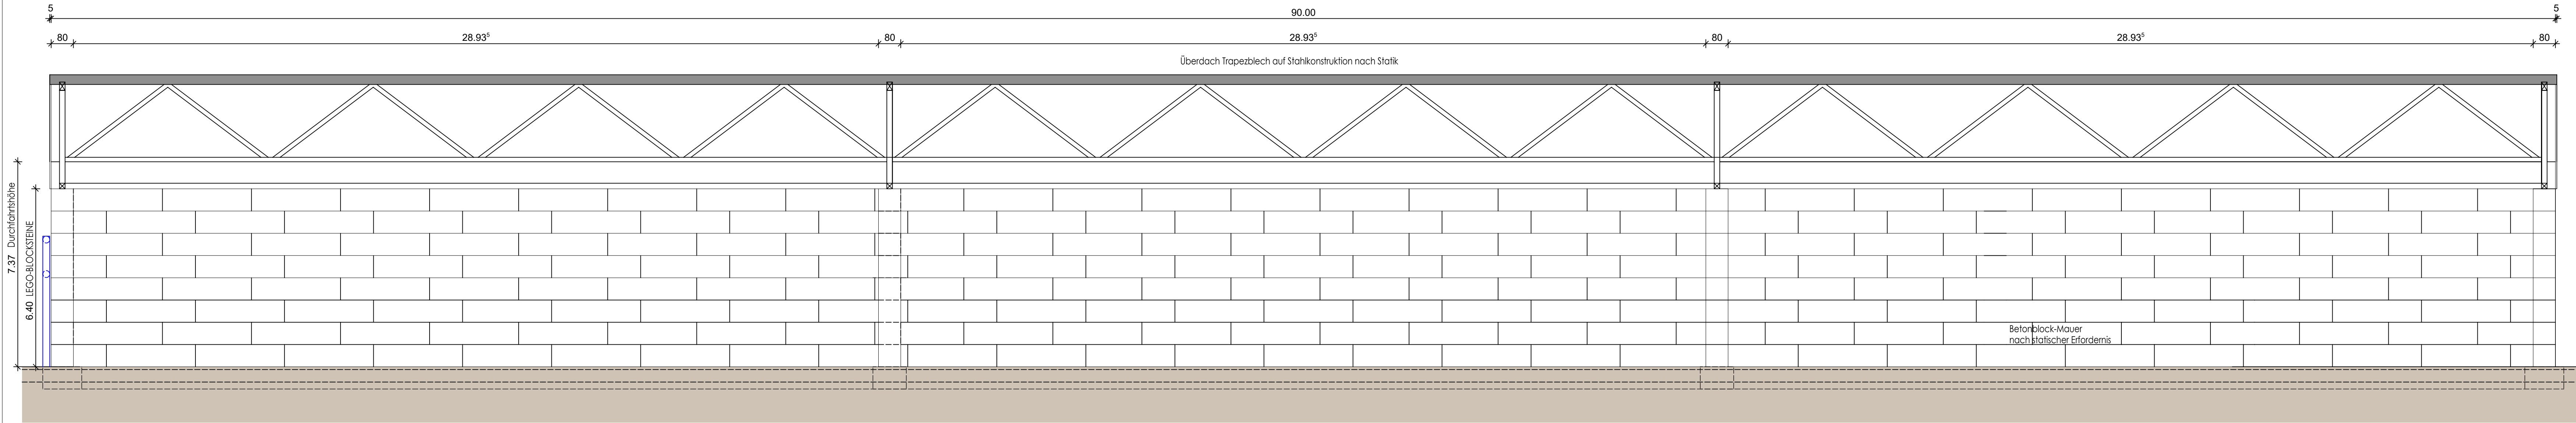 5
90.00
5
80
28.93⁵
80
28.93⁵
80
28.93⁵
80
Überdach Trapezblech auf Stahlkonstruktion nach Statik
7.37 Durchfahrtshöhe
6.40 LEGO-BLOCKSTEINE
Betonblock-Mauer
nach statischer Erfordernis